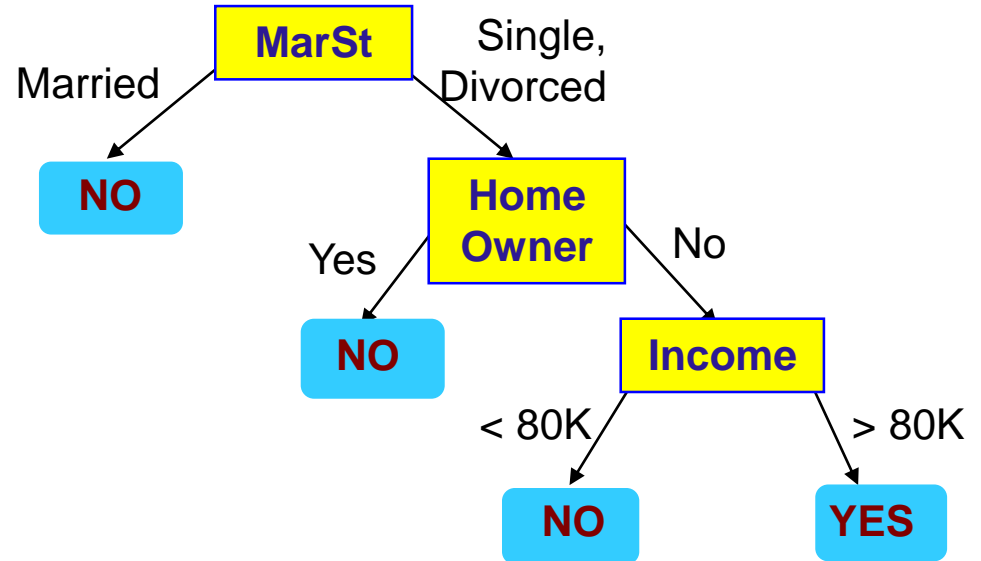 MarSt
Single,
Divorced
Married
NO
Home
Owner
Yes
No
NO
Income
< 80K
> 80K
NO
YES